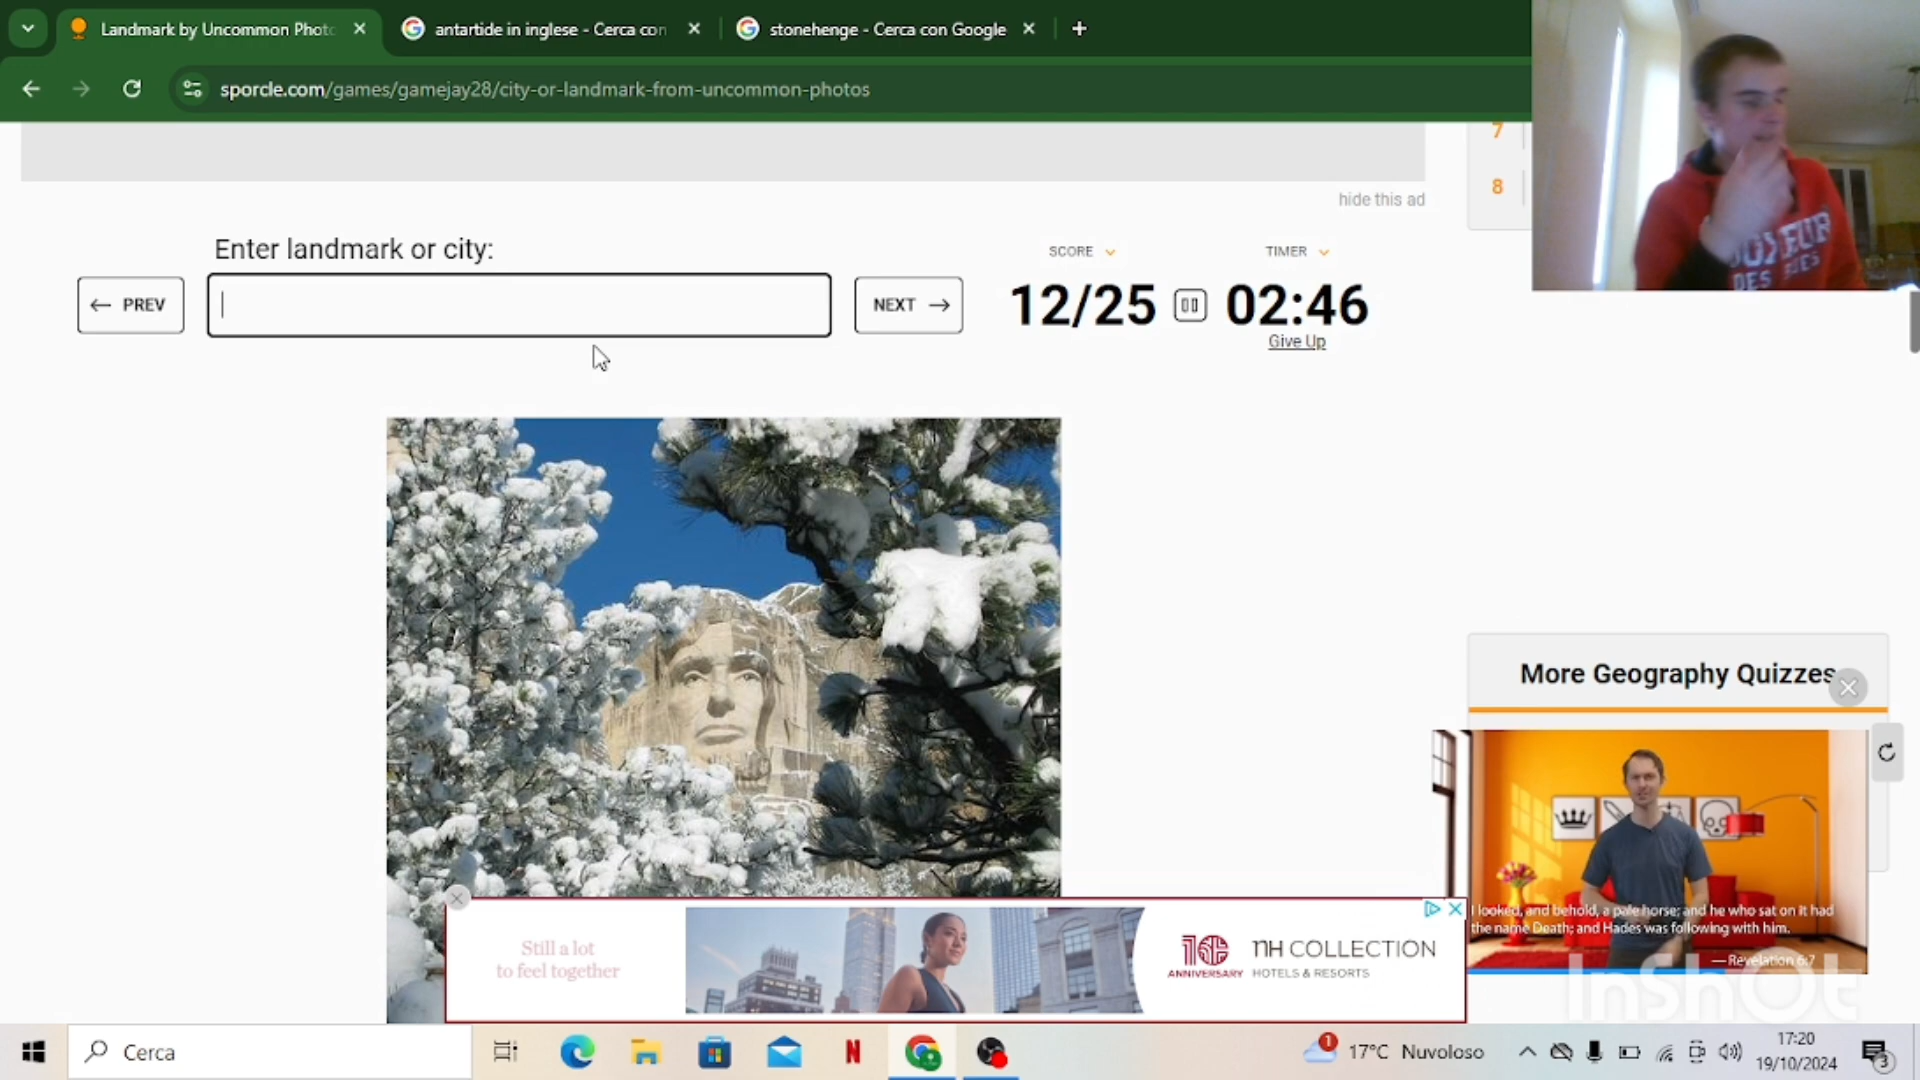 Landmark by Uncommon Phot
antartide in inglese - Cerca con
stonehenge - Cerca con Google
sporcle.com/games/gamejay28/city-or-landmark-from-uncommon-photos
7
8
hide this ad
Enter landmark or city:
SCORE
TIMER
← PREV
NEXT →
12/25
02:46
Give Up
More Geography Quizzes
I looked, and behold, a pale horse; and he who sat on it had
the name Death; and Hades was following with him.
— Revelation 6:7
Still a lot
to feel together
10
ANNIVERSARY
nH COLLECTION
HOTELS & RESORTS
InShOt
Cerca
N
1
17°C Nuvoloso
17:20
19/10/2024
3